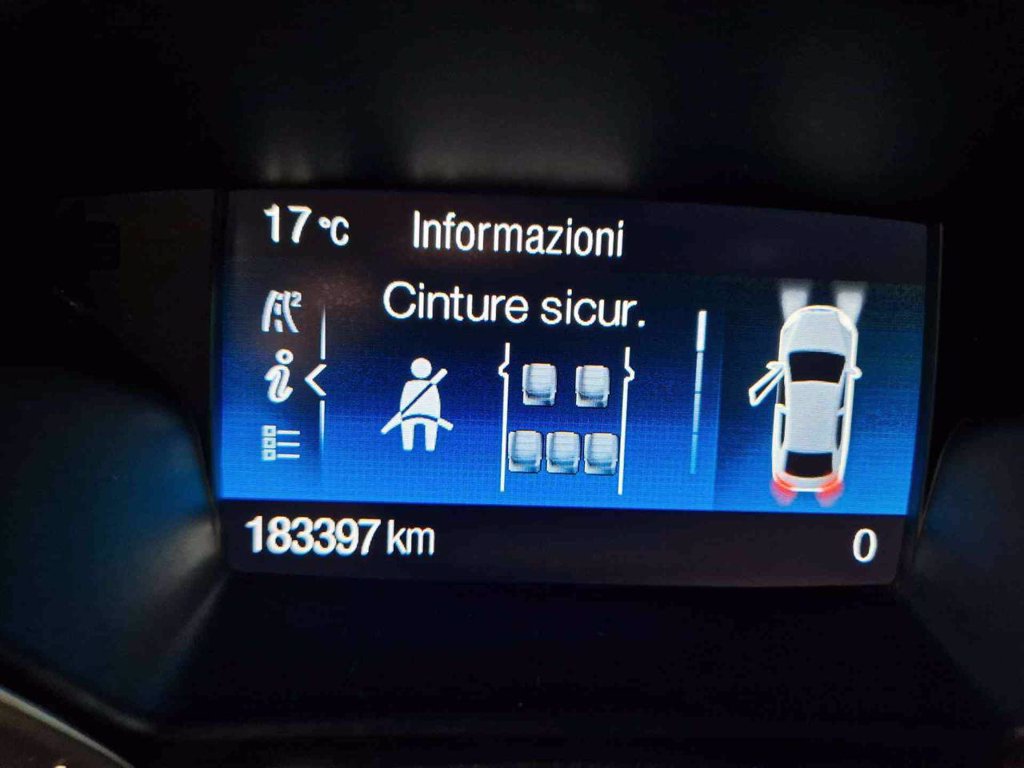 17 °C Informazioni
Cinture sicur.
183397 km 0